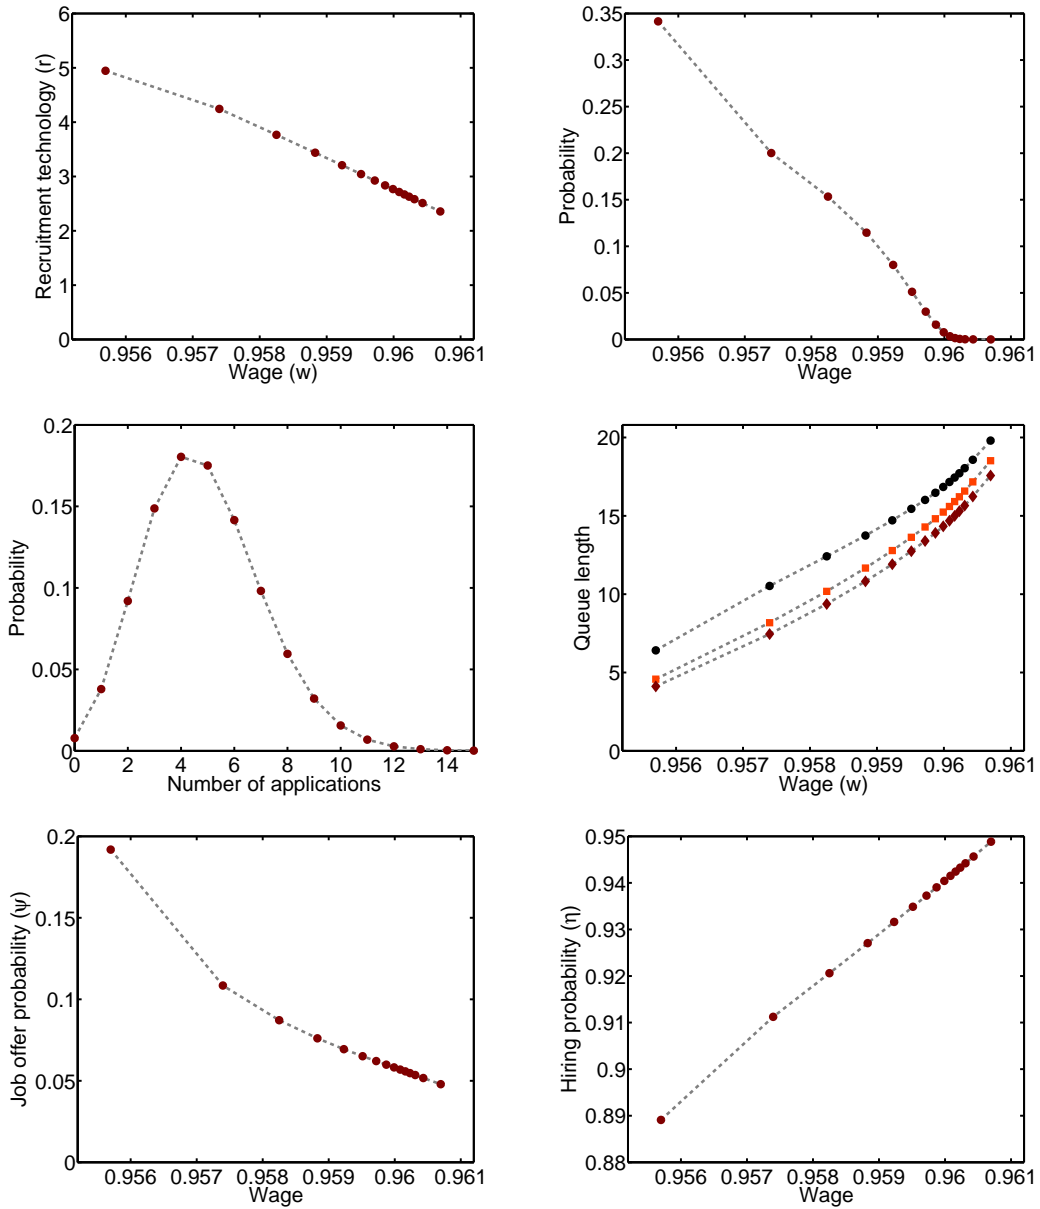 Recruitment technology (r)
6
5
4
3
2
1
0
0.956 0.957 0.958 0.959 0.96 0.961
Wage (w)
Probability
0.35
0.3
0.25
0.2
0.15
0.1
0.05
0
0.956 0.957 0.958 0.959 0.96 0.961
Wage
Probability
0.2
0.15
0.1
0.05
0
0 2 4 6 8 10 12 14
Number of applications
Queue length
20
15
10
5
0
0.956 0.957 0.958 0.959 0.96 0.961
Wage (w)
Job offer probability (ψ)
0.2
0.15
0.1
0.05
0
0.956 0.957 0.958 0.959 0.96 0.961
Wage
Hiring probability (η)
0.95
0.94
0.93
0.92
0.91
0.9
0.89
0.88
0.956 0.957 0.958 0.959 0.96 0.961
Wage